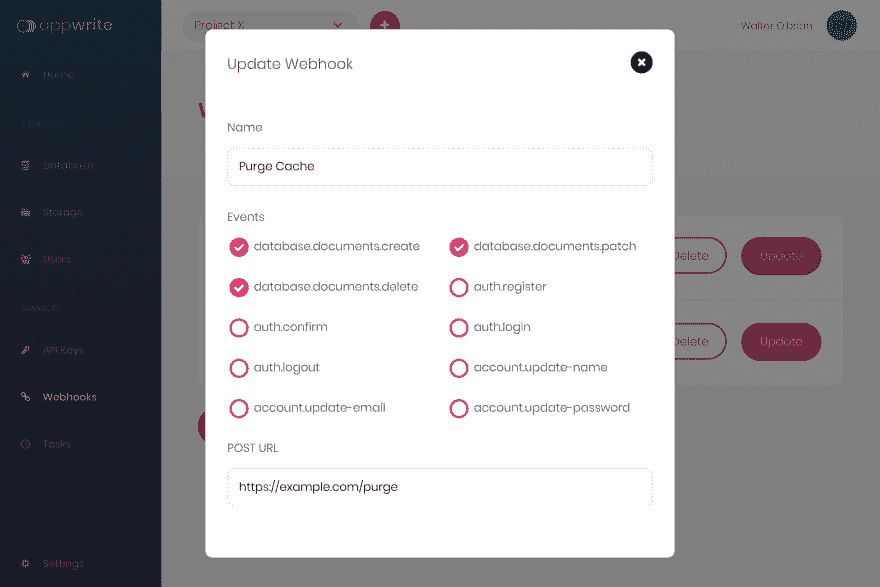 appwrite
Project X
Walter O'brian
Home
Database
Storage
Users
MANAGE
API Keys
Webhooks
Tasks
Settings
Update Webhook
Name
Purge Cache
Events
database.documents.create
database.documents.patch
database.documents.delete
auth.register
auth.confirm
auth.login
auth.logout
account.update-name
account.update-email
account.update-password
POST URL
https://example.com/purge
Delete
Update
Delete
Update